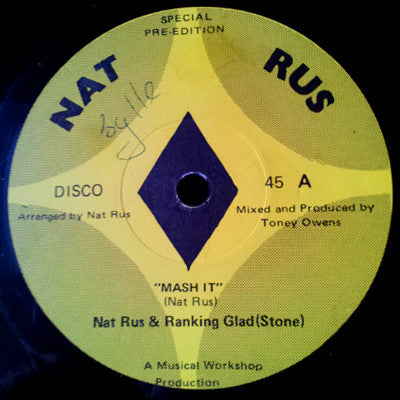 SPECIAL
PRE-EDITION
NAT RUS
DISCO
45 A
Arranged by Nat Rus
Mixed and Produced by
Toney Owens
"MASH IT"
(Nat Rus)
Nat Rus & Ranking Glad(Stone)
A Musical Workshop
Production